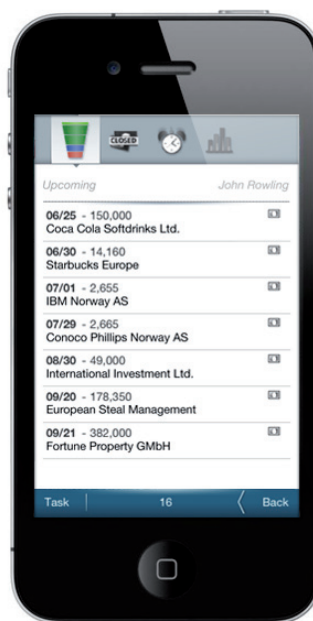 CLOSED
Upcoming John Rowling
06/25 - 150,000
Coca Cola Softdrinks Ltd.
06/30 - 14,160
Starbucks Europe
07/01 - 2,655
IBM Norway AS
07/29 - 2,665
Conoco Phillips Norway AS
08/30 - 49,000
International Investment Ltd.
09/20 - 178,350
European Steal Management
09/21 - 382,000
Fortune Property GMbH
Task 16 Back